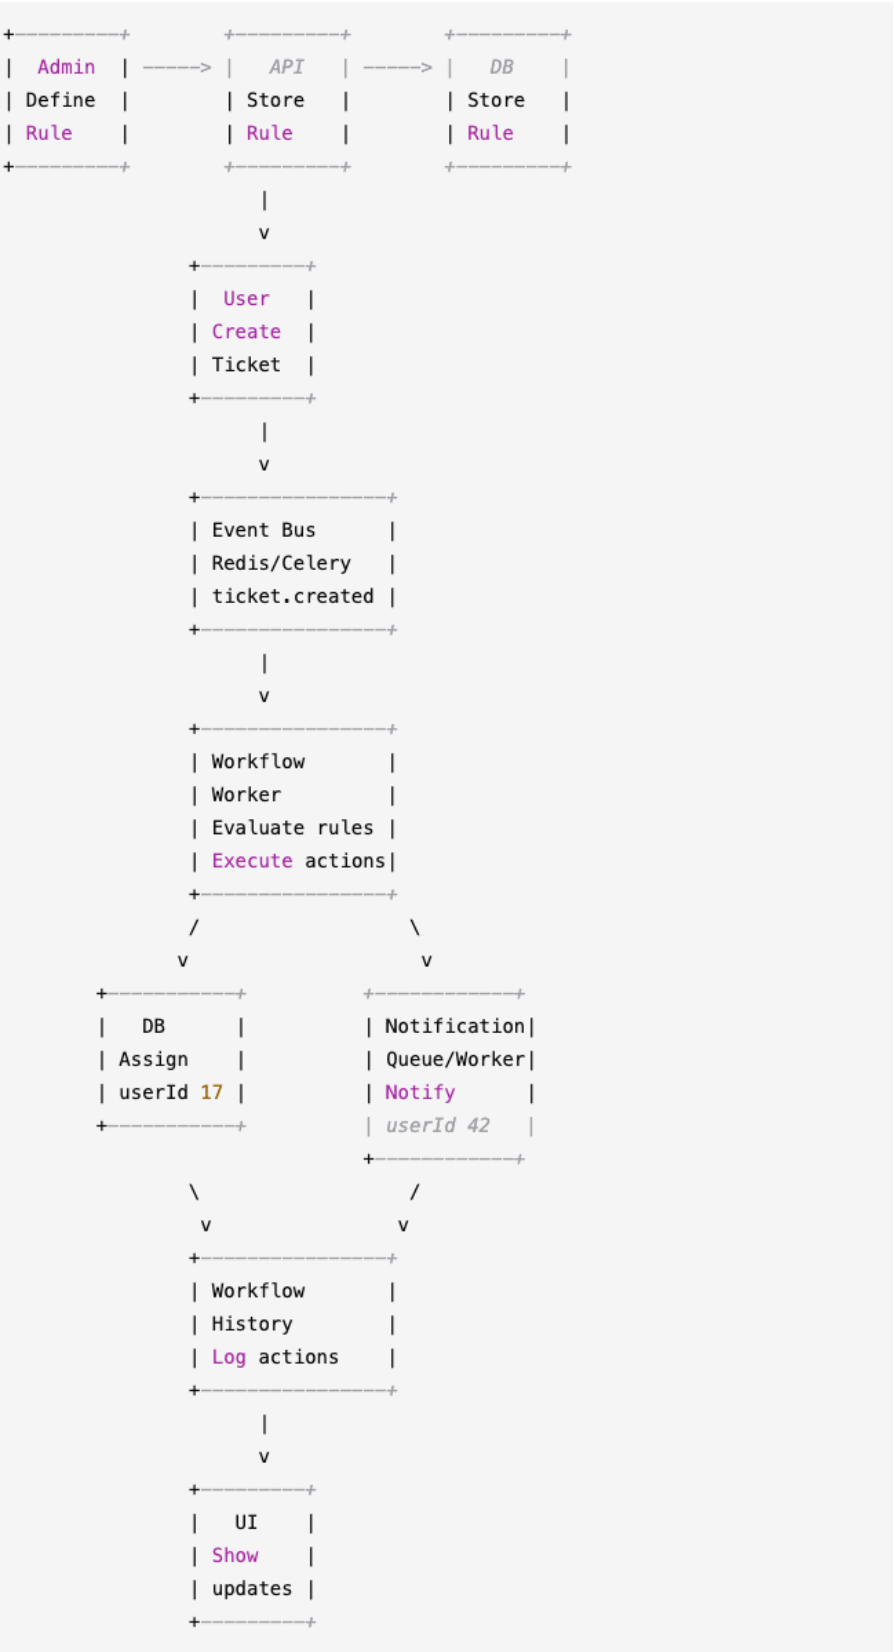 +---------+        +---------+        +---------+
|  Admin  | -----> |   API   | -----> |   DB    |
| Define  |        | Store   |        | Store   |
| Rule    |        | Rule    |        | Rule    |
+---------+        +---------+        +---------+
                      |
                      v
                +---------+
                |  User   |
                | Create  |
                | Ticket  |
                +---------+
                      |
                      v
                +----------------+
                | Event Bus      |
                | Redis/Celery   |
                | ticket.created |
                +----------------+
                      |
                      v
                +----------------+
                | Workflow       |
                | Worker         |
                | Evaluate rules |
                | Execute actions|
                +----------------+
                /                  \
               v                    v
        +-----------+          +------------+
        |   DB      |          | Notification|
        | Assign    |          | Queue/Worker|
        | userId 17 |          | Notify      |
        +-----------+          | userId 42   |
                               +------------+
                \                  /
                 v                v
                +----------------+
                | Workflow       |
                | History        |
                | Log actions    |
                +----------------+
                      |
                      v
                +---------+
                |   UI    |
                | Show    |
                | updates |
                +---------+